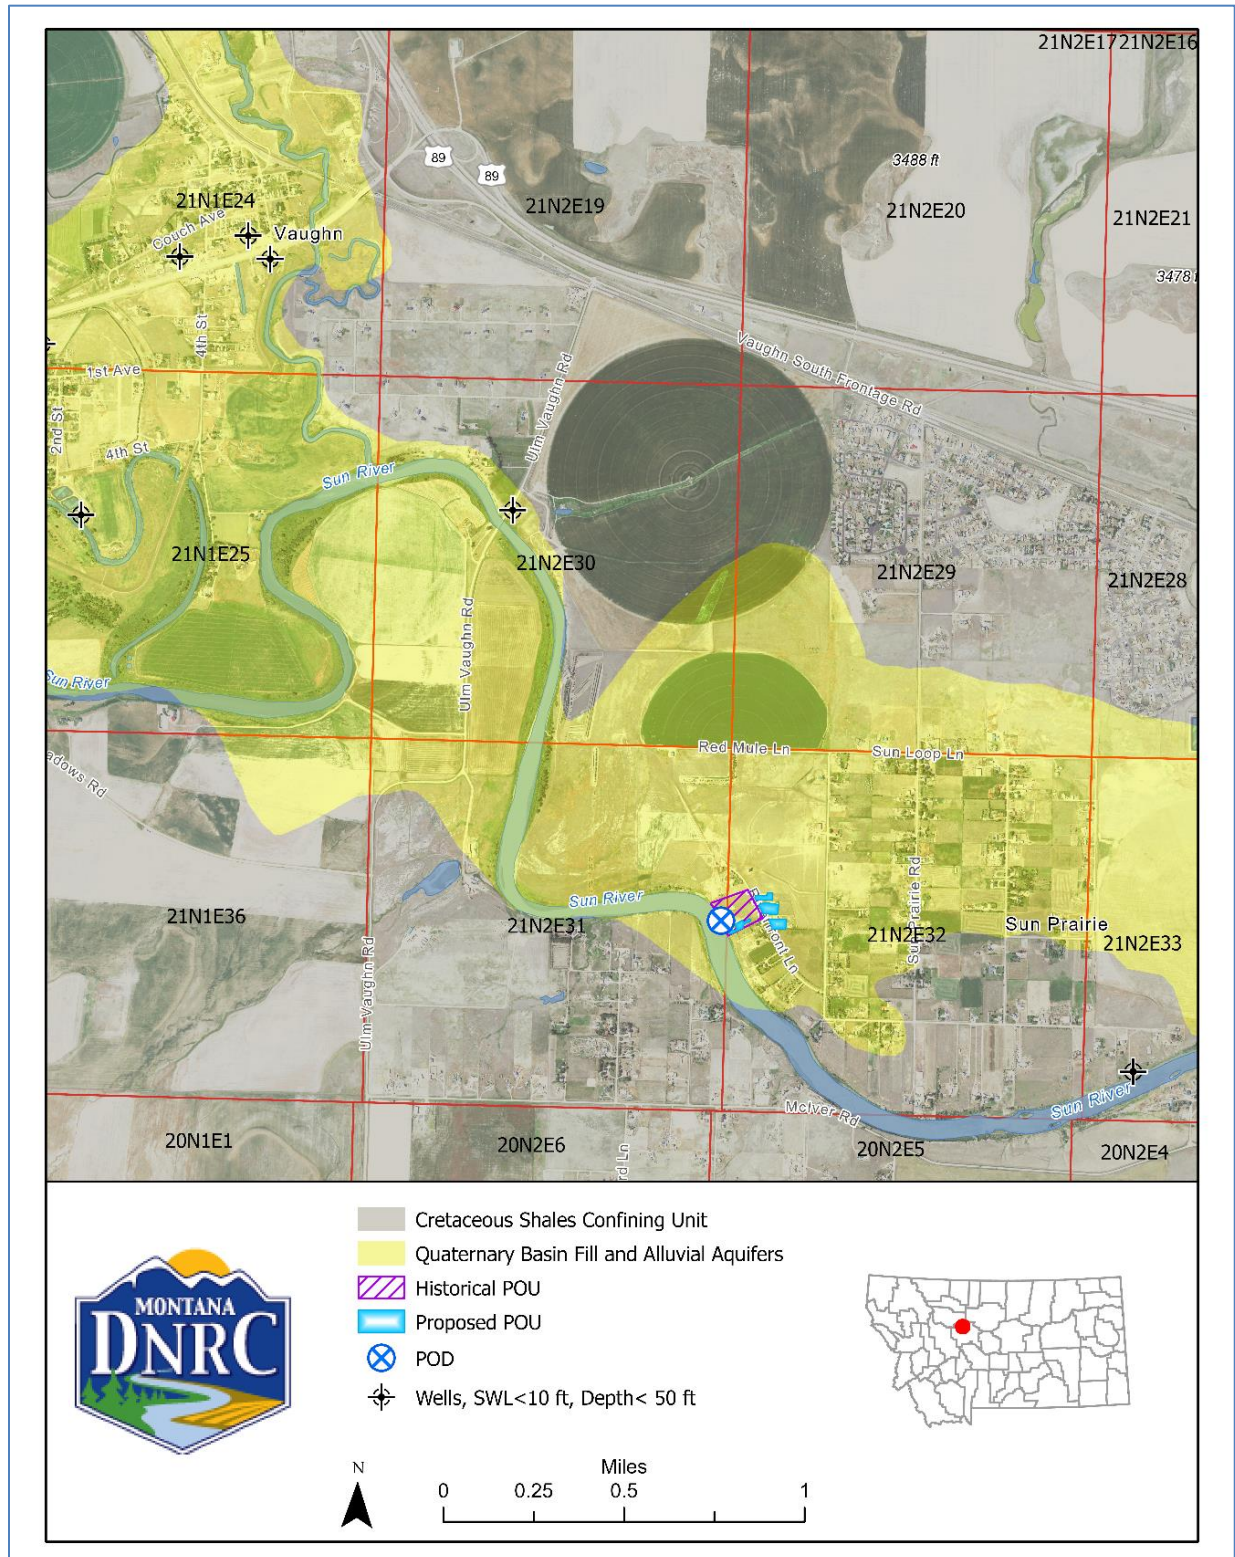 21N2E17 21N2E16
89
3488 ft
89
21N1E24
21N2E19
21N2E20
21N2E21
Couch Ave
Vaughn
3478 f
4th St
Vaughn South Frontage Rd
1st Ave
Ulm Vaughn Rd
2nd St
4th St
Sun River
21N1E25
21N2E30
21N2E29
21N2E28
Ulm Vaughn Rd
Sun River
Red Mule Ln
Sun Loop Ln
adows Rd
Sun Prairie Rd
Sun River
21N1E36
21N2E31
21N2E32
Sun Prairie
21N2E33
mont Ln
Ulm Vaughn Rd
McIver Rd
Sun River
20N1E1
20N2E6
20N2E5
20N2E4
rd Ln
Cretaceous Shales Confining Unit
Quaternary Basin Fill and Alluvial Aquifers
Historical POU
Proposed POU
POD
Wells, SWL<10 ft, Depth< 50 ft
MONTANA
DNRC
N
Miles
0 0.25 0.5 1